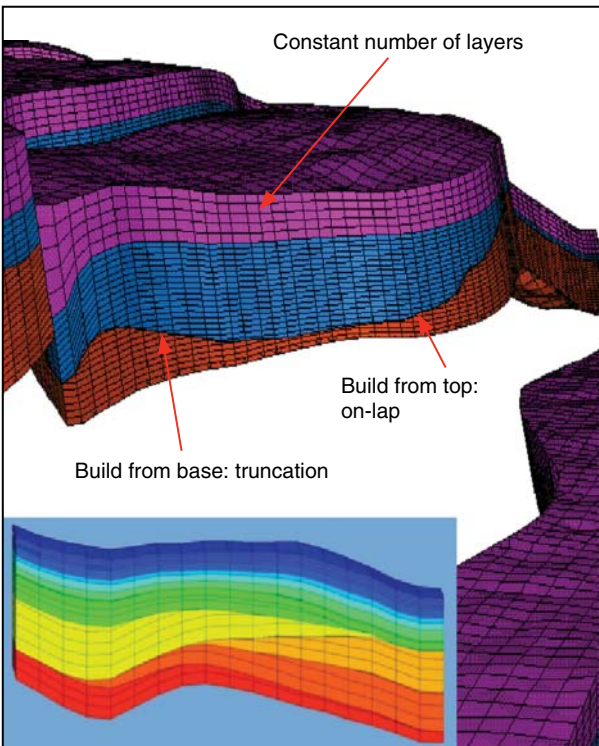 Constant number of layers
Build from top:
on-lap
Build from base: truncation